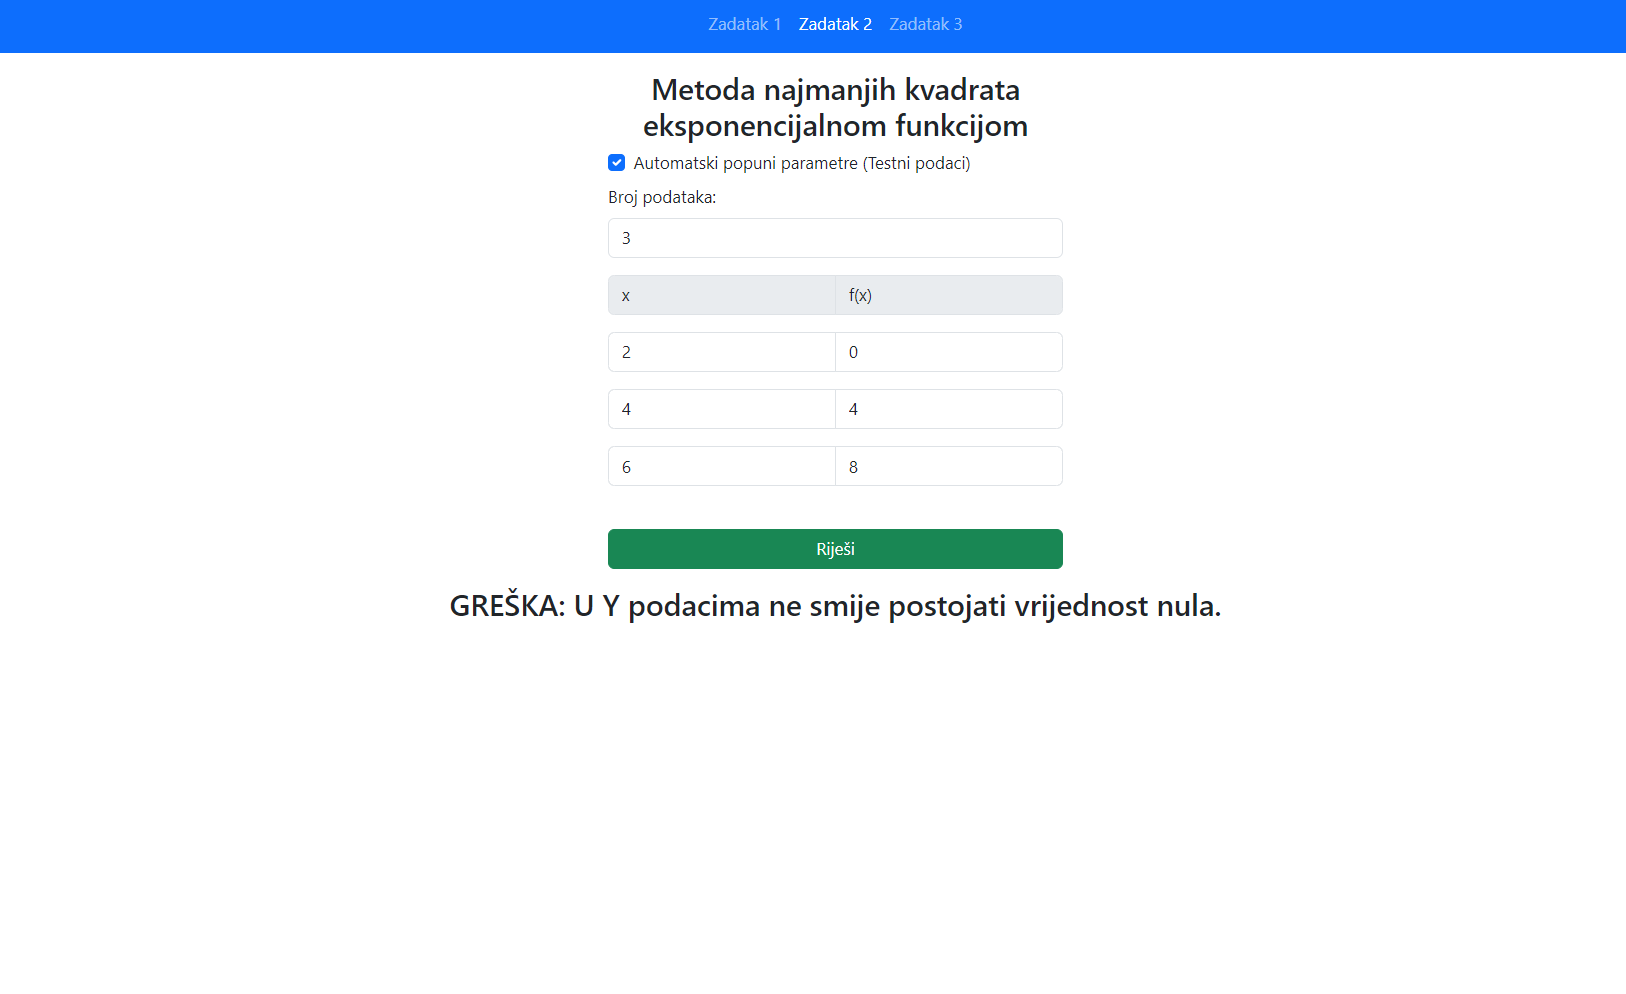 Zadatak 1 Zadatak 2 Zadatak 3
Metoda najmanjih kvadrata
eksponencijalnom funkcijom
Automatski popuni parametre (Testni podaci)
Broj podataka:
3
x f(x)
2 0
4 4
6 8
Riješi
GREŠKA: U Y podacima ne smije postojati vrijednost nula.